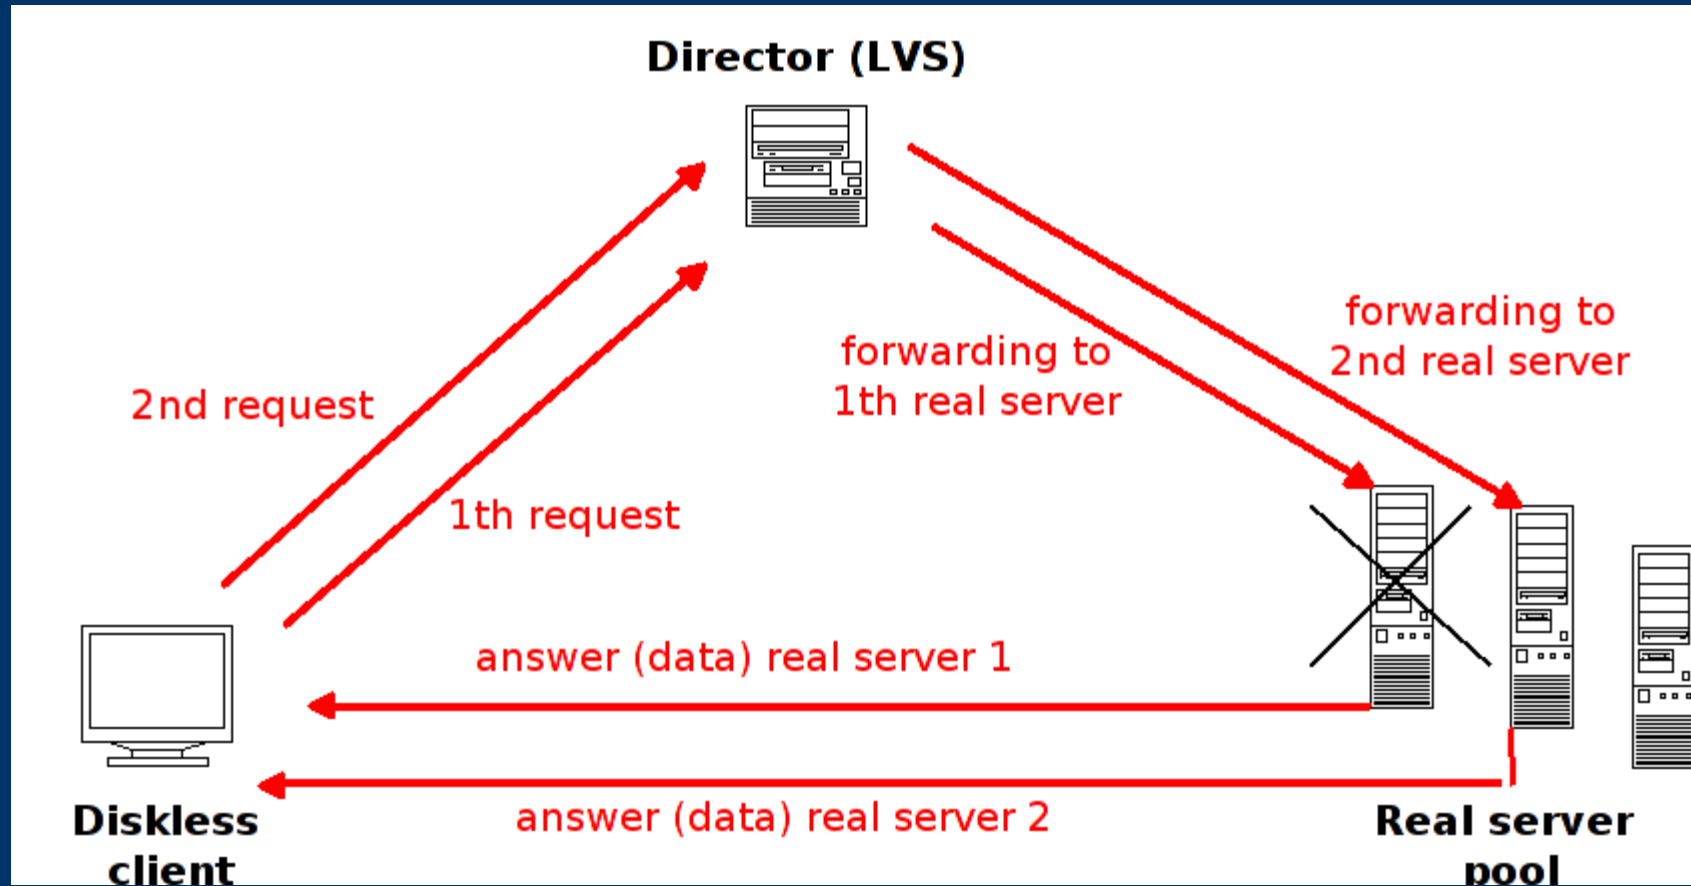 Director (LVS)
forwarding to
2nd real server
forwarding to
1th real server
2nd request
1th request
answer (data) real server 1
answer (data) real server 2
Diskless
client
Real server
pool